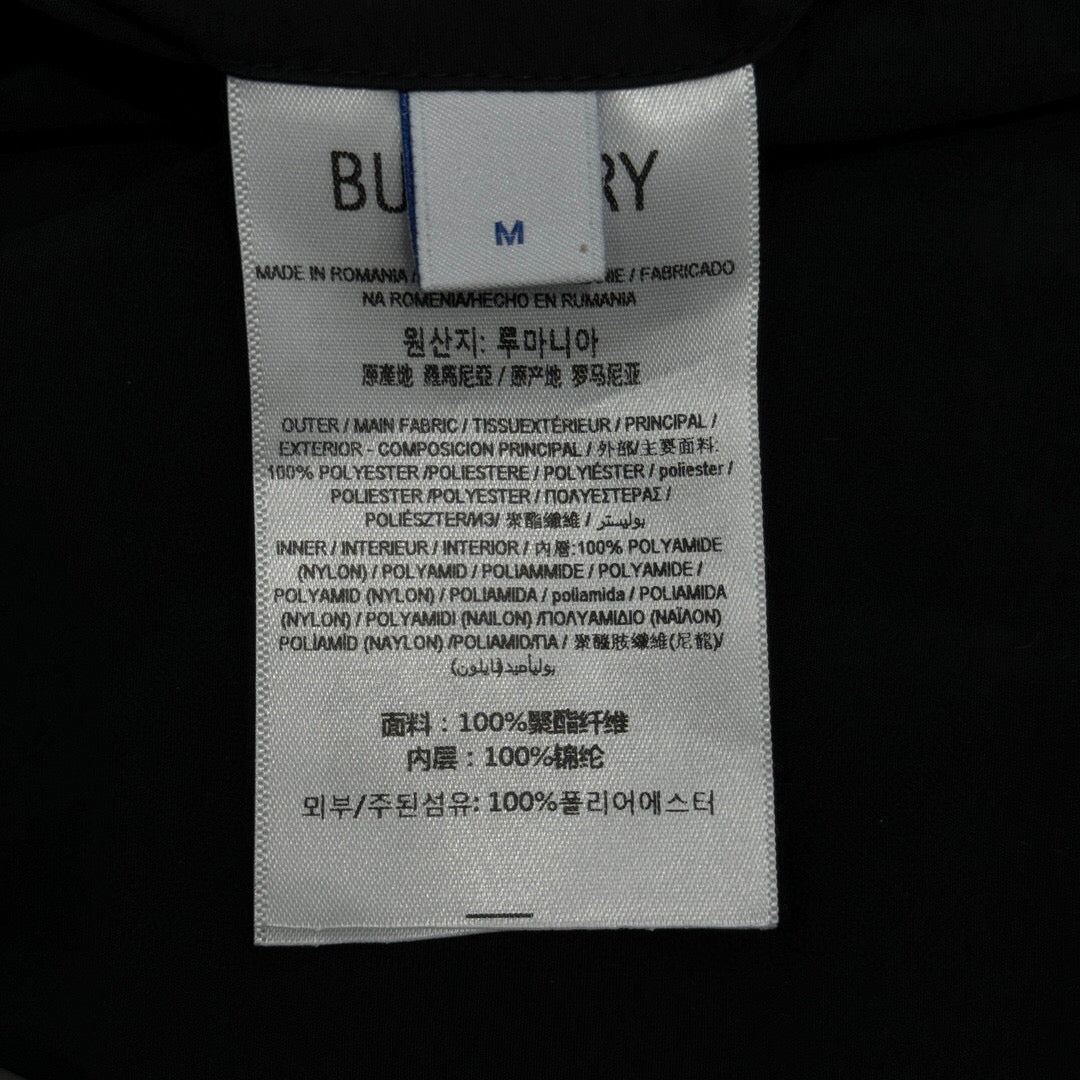 BU RY
M
MADE IN ROMANIA / / FABRICADO
NA ROMENIA/HECHO EN RUMANIA
원산지: 루마니아
原產地 羅馬尼亞 / 原产地 罗马尼亚
OUTER / MAIN FABRIC / TISSUEXTÉRIEUR / PRINCIPAL /
EXTERIOR - COMPOSICION PRINCIPAL / 外部/主要面料:
100% POLYESTER /POLIESTERE / POLYIÉSTER / poliester /
POLIESTER /POLYESTER / ΠΟΛΥΕΣΤΕΡΑΣ /
POLIÉSZTER/ИЭ/ 聚酯纖維 / بوليستر
INNER / INTERIEUR / INTERIOR / 內層:100% POLYAMIDE
(NYLON) / POLYAMID / POLIAMMIDE / POLYAMIDE /
POLYAMID (NYLON) / POLIAMIDA / poliamida / POLIAMIDA
(NYLON) / POLYAMIDI (NAILON) /ΠΟΛΥΑΜΙΔΙΟ (ΝΑΪΛΟΝ)
POLÍAMÍD (NAYLON) /POLIAMID/ПА / 聚醯胺纖維(尼龍)/
بوليأميد(نايلون)
面料：100%聚酯纤维
内层：100%锦纶
외부/주된섬유: 100%폴리어에스터